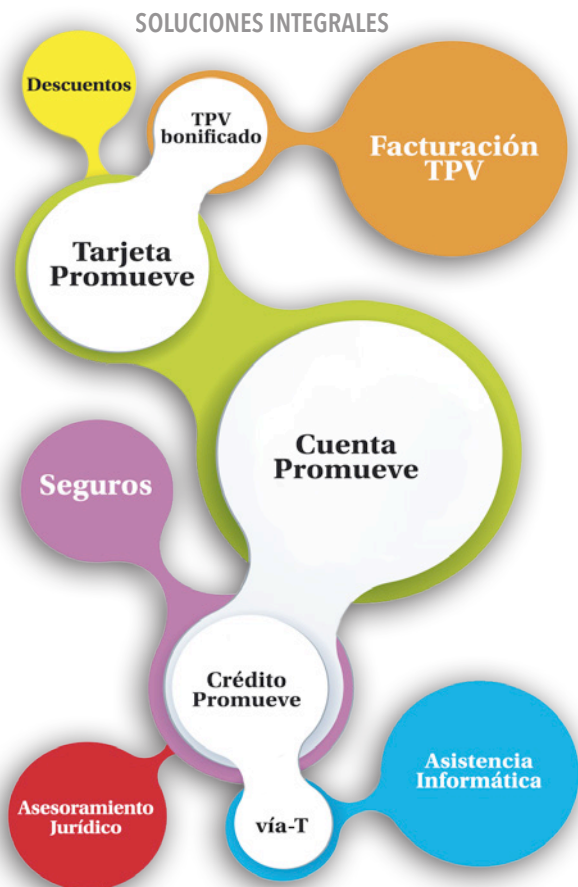 SOLUCIONES INTEGRALES
Descuentos
TPV
bonificado
Facturación
TPV
Tarjeta
Promueve
Cuenta
Promueve
Seguros
Crédito
Promueve
Asistencia
Informática
Asesoramiento
Jurídico
vía-T